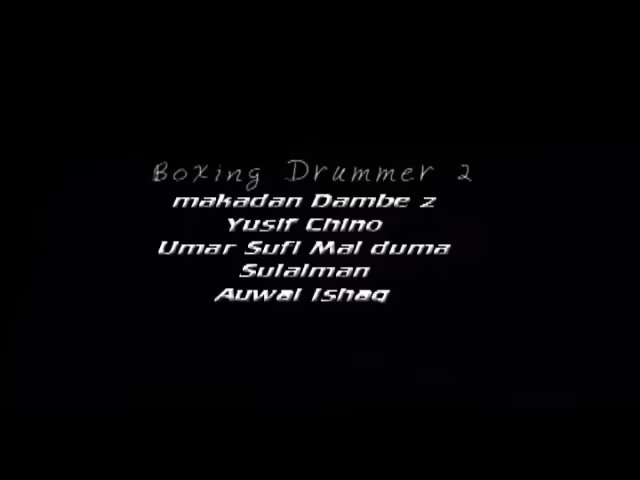 Boxing Drummer 2
makadan Dambe 2
Yusif Chino
Umar Sufi Mai duma
Sulaiman
Auwal Ishaq